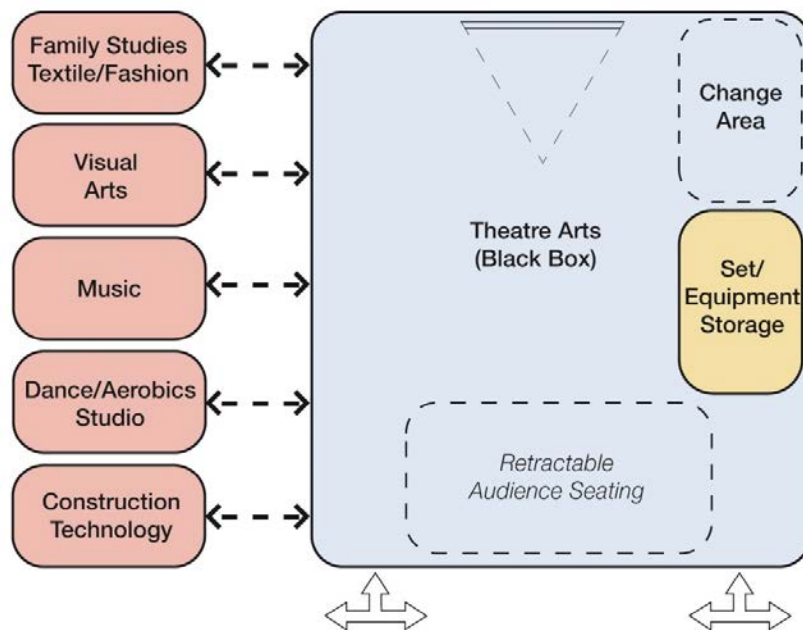 Family Studies
Textile/Fashion
Visual
Arts
Music
Dance/Aerobics
Studio
Construction
Technology
Theatre Arts
(Black Box)
Change
Area
Set/
Equipment
Storage
Retractable
Audience Seating